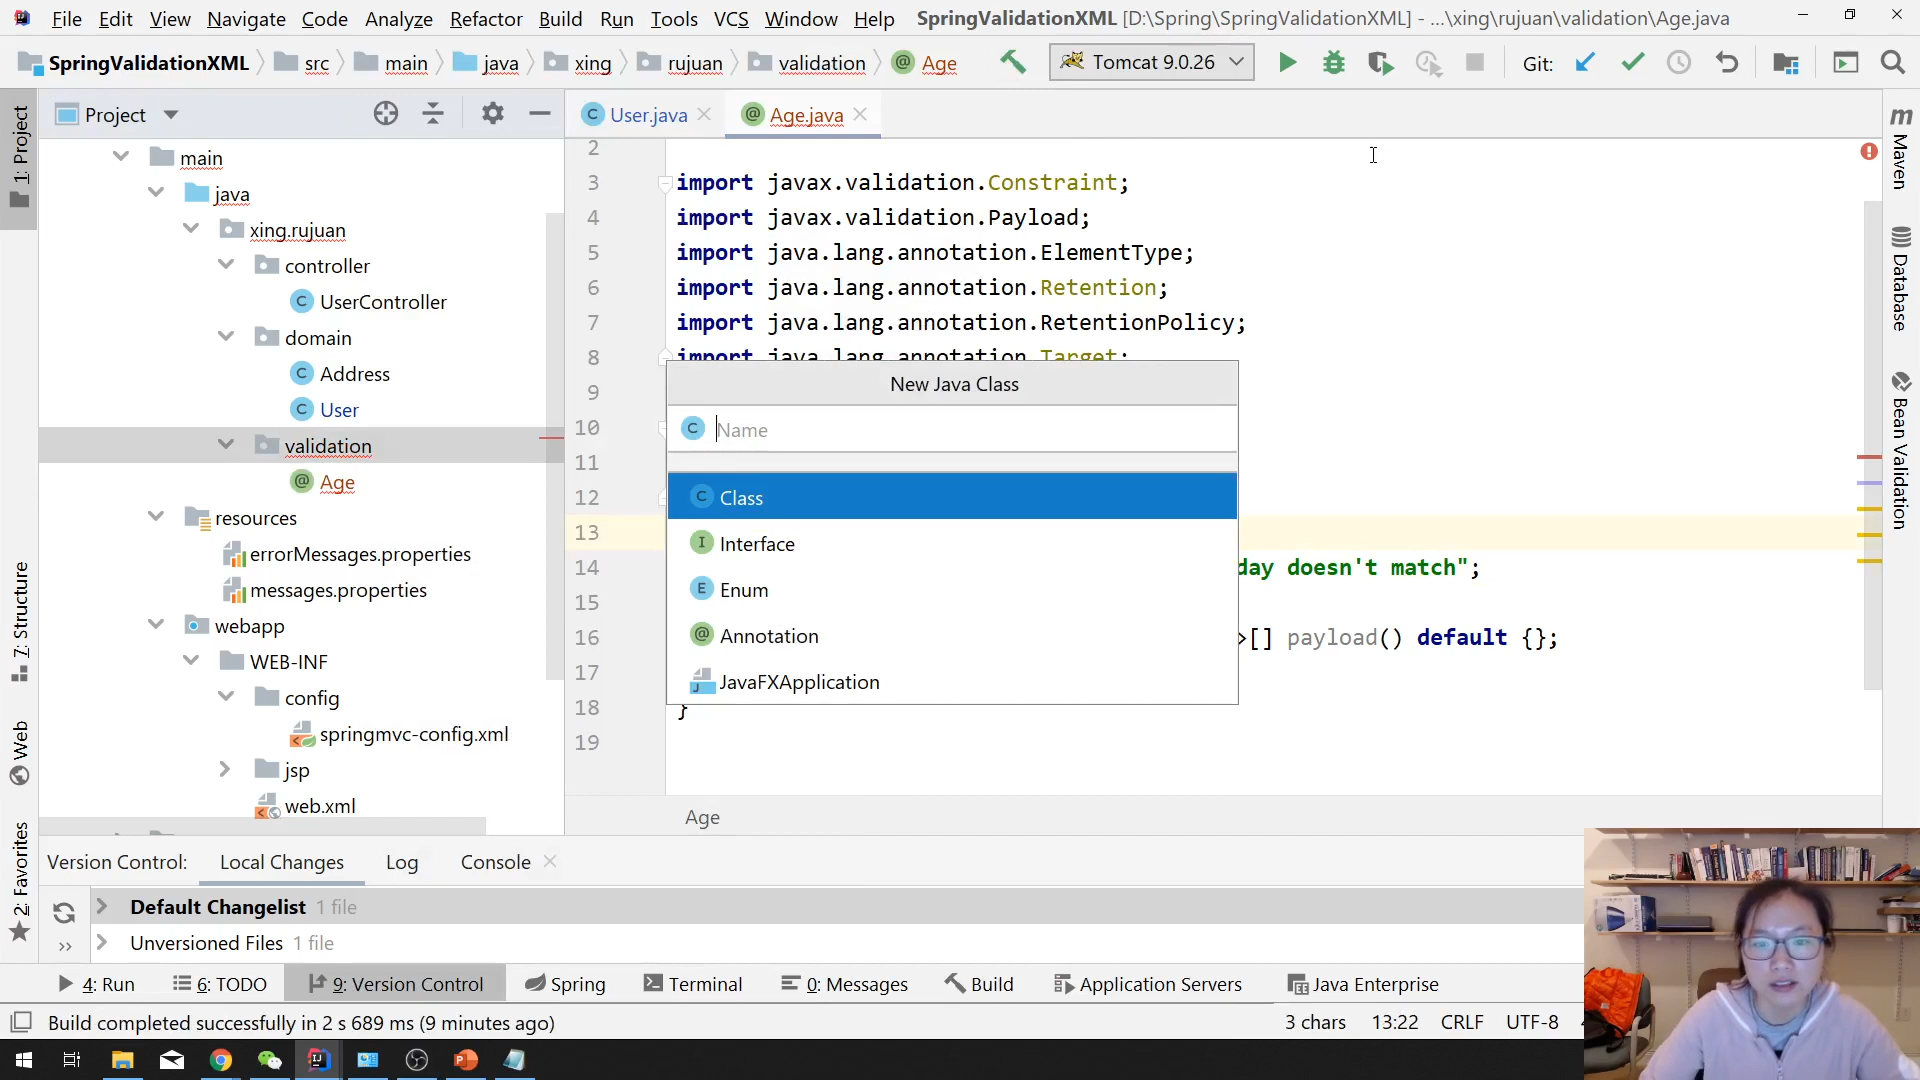 File Edit View Navigate Code Analyze Refactor Build Run Tools VCS Window Help SpringValidationXML [D:\Spring\SpringValidationXML] - ...\xing\rujuan\validation\Age.java
SpringValidationXML src main java xing rujuan validation Age Tomcat 9.0.26 Git:
Project
User.java
Age.java
1: Project
7: Structure
Web
2: Favorites
main
java
xing.rujuan
controller
UserController
domain
Address
User
validation
Age
resources
errorMessages.properties
messages.properties
webapp
WEB-INF
config
springmvc-config.xml
jsp
web.xml
2
3 import javax.validation.Constraint;
4 import javax.validation.Payload;
5 import java.lang.annotation.ElementType;
6 import java.lang.annotation.Retention;
7 import java.lang.annotation.RetentionPolicy;
8 import java.lang.annotation.Target;
9
10
11
12
13
14 day doesn't match";
15
16 >[] payload() default {};
17
18 }
19
New Java Class
Name
Class
Interface
Enum
Annotation
JavaFXApplication
Age
Maven
Database
Bean Validation
Version Control: Local Changes Log Console
Default Changelist 1 file
Unversioned Files 1 file
4: Run 6: TODO 9: Version Control Spring Terminal 0: Messages Build Application Servers Java Enterprise
Build completed successfully in 2 s 689 ms (9 minutes ago) 3 chars 13:22 CRLF UTF-8